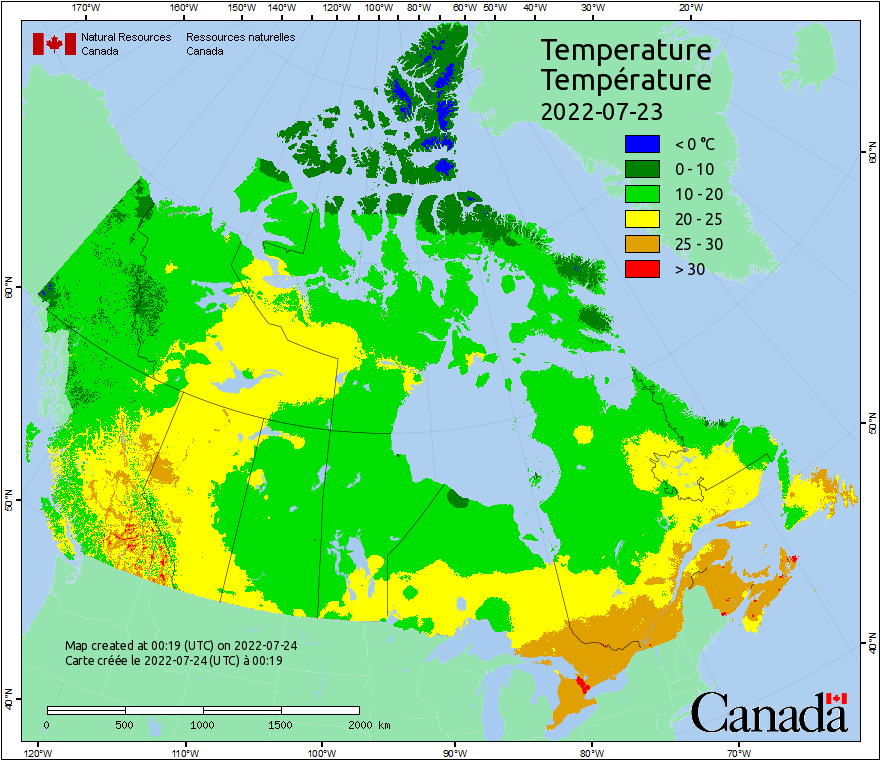 170°W 160°W 150°W 140°W 130°W 120°W 110°W 100°W 80°W 60°W 50°W 40°W 30°W 20°W
Natural Resources Ressources naturelles
Canada Canada
Temperature
Température
2022-07-23
< 0 °C
0 - 10
10 - 20
20 - 25
25 - 30
> 30
60°N
50°N
40°N
60°N
50°N
40°N
Map created at 00:19 (UTC) on 2022-07-24
Carte créée le 2022-07-24 (UTC) à 00:19
0 500 1000 1500 2000 km
Canada
120°W 110°W 100°W 90°W 80°W 70°W